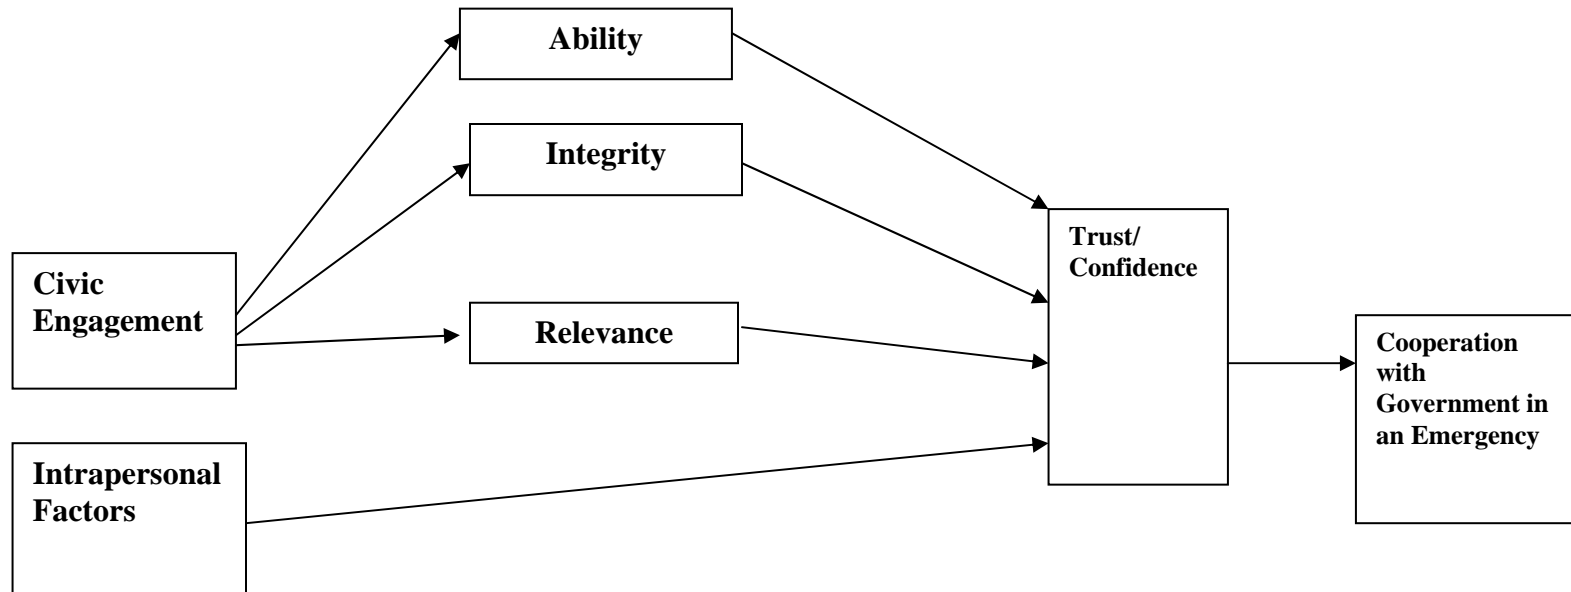 Ability
Integrity
Relevance
Civic
Engagement
Intrapersonal
Factors
Trust/
Confidence
Cooperation
with
Government in
an Emergency